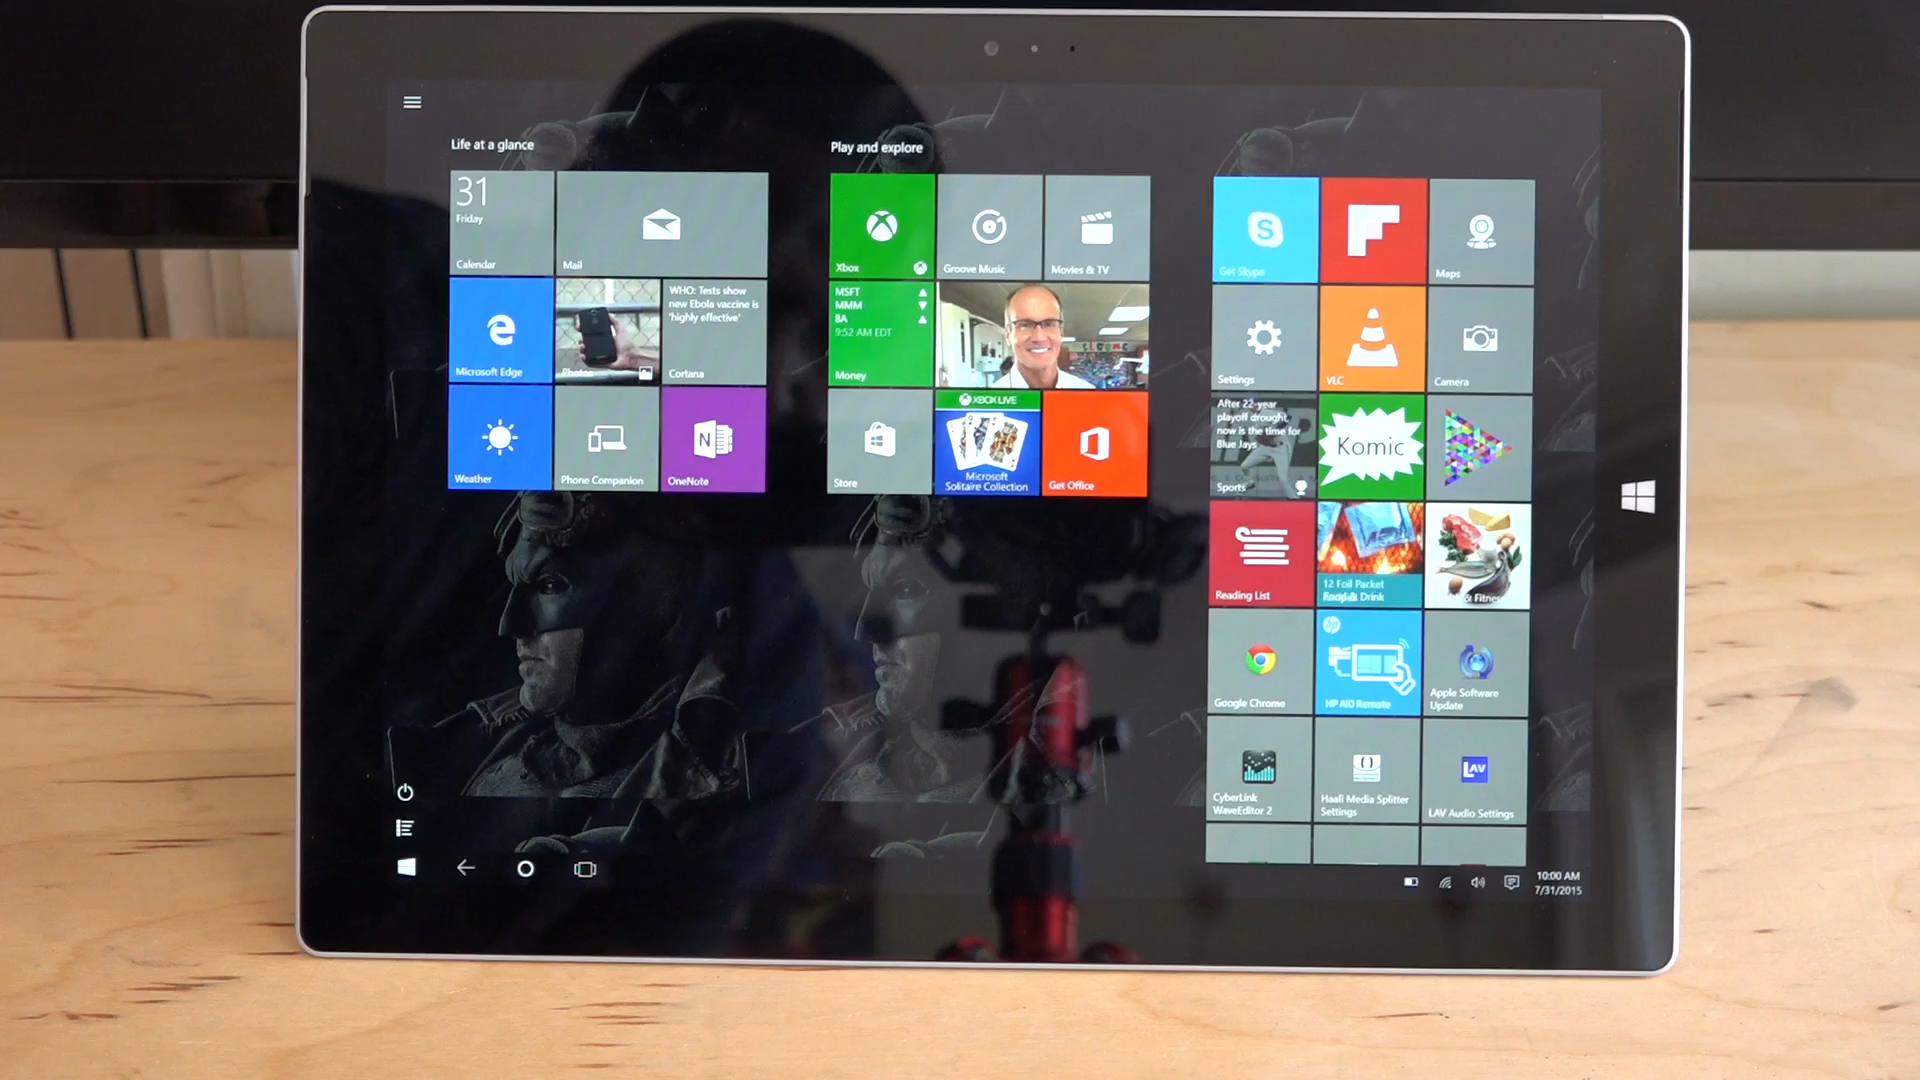 Life at a glance
31
Friday
Calendar
Mail
Microsoft Edge
Photos
WHO: Tests show
new Ebola vaccine is
'highly effective'
Cortana
Weather
Phone Companion
N
OneNote
Play and explore
Xbox
Groove Music
Movies & TV
MSFT
MMM
BA
9:52 AM EDT
Money
N
Store
XBOX LIVE
Microsoft
Solitaire Collection
Get Office
S
Get Skype
Maps
Settings
VLC
Camera
After 22-year
playoff drought,
now is the time for
Blue Jays
Sports
Komic
Reading List
12 Foil Packet
& Drink
& Fitness
Google Chrome
hp
HP AiO Remote
Apple Software
Update
CyberLink
WaveEditor 2
Haali Media Splitter
Settings
LAV
LAV Audio Settings
10:00 AM
7/31/2015